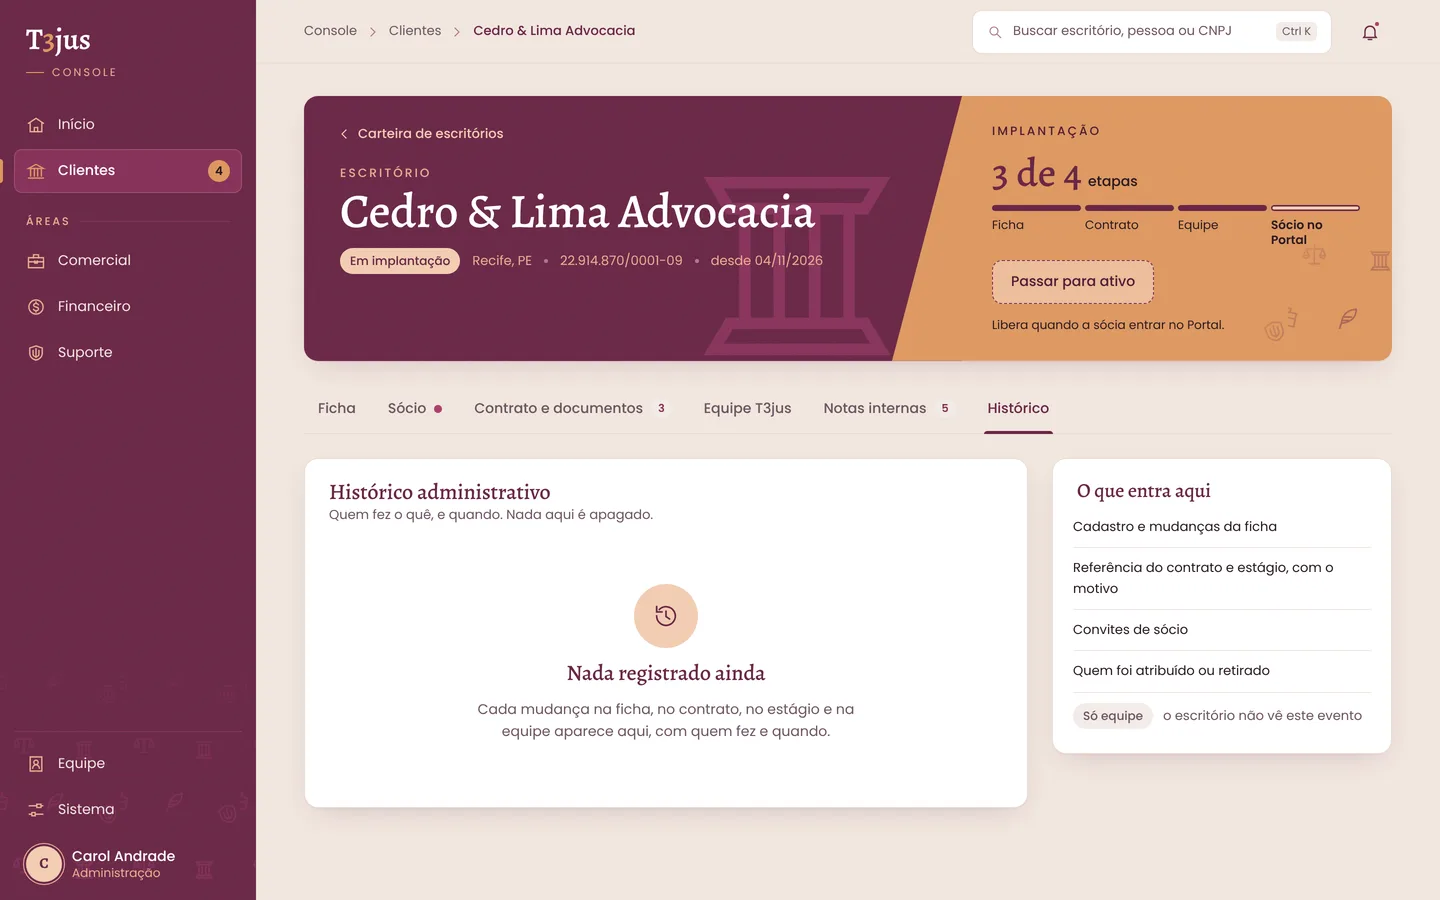 T3jus
CONSOLE
Início
Clientes
4
ÁREAS
Comercial
Financeiro
Suporte
Equipe
Sistema
C
Carol Andrade
Administração
Console > Clientes > Cedro & Lima Advocacia
Buscar escritório, pessoa ou CNPJ
Ctrl K
Carteira de escritórios
ESCRITÓRIO
Cedro & Lima Advocacia
Em implantação
Recife, PE • 22.914.870/0001-09 • desde 04/11/2026
IMPLANTAÇÃO
3 de 4 etapas
Ficha
Contrato
Equipe
Sócio no
Portal
Passar para ativo
Libera quando a sócia entrar no Portal.
Ficha
Sócio
Contrato e documentos 3
Equipe T3jus
Notas internas 5
Histórico
Histórico administrativo
Quem fez o quê, e quando. Nada aqui é apagado.
Nada registrado ainda
Cada mudança na ficha, no contrato, no estágio e na
equipe aparece aqui, com quem fez e quando.
O que entra aqui
Cadastro e mudanças da ficha
Referência do contrato e estágio, com o
motivo
Convites de sócio
Quem foi atribuído ou retirado
Só equipe o escritório não vê este evento